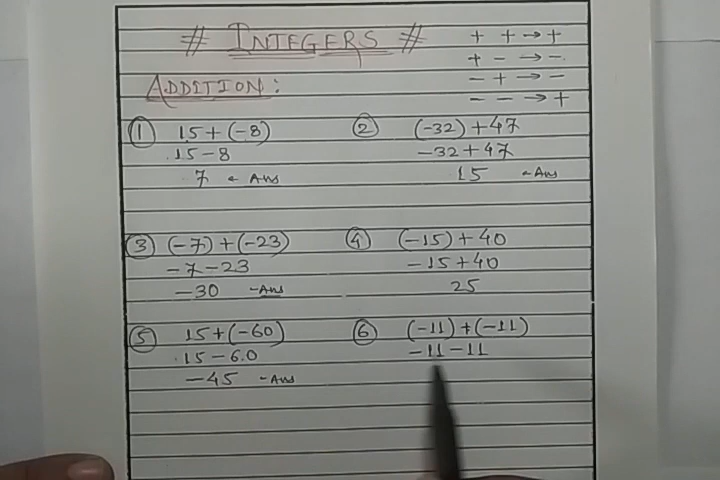 # INTEGERS #
+ + → +
+ - → -
- + → -
- - → +
ADDITION :
① 15+(-8)
15-8
7 ← Ans
② (-32)+47
-32+47
15 ← Ans
③ (-7)+(-23)
-7-23
-30 -Ans
④ (-15)+40
-15+40
25
⑤ 15+(-60)
15-60
-45 -Ans
⑥ (-11)+(-11)
-11-11